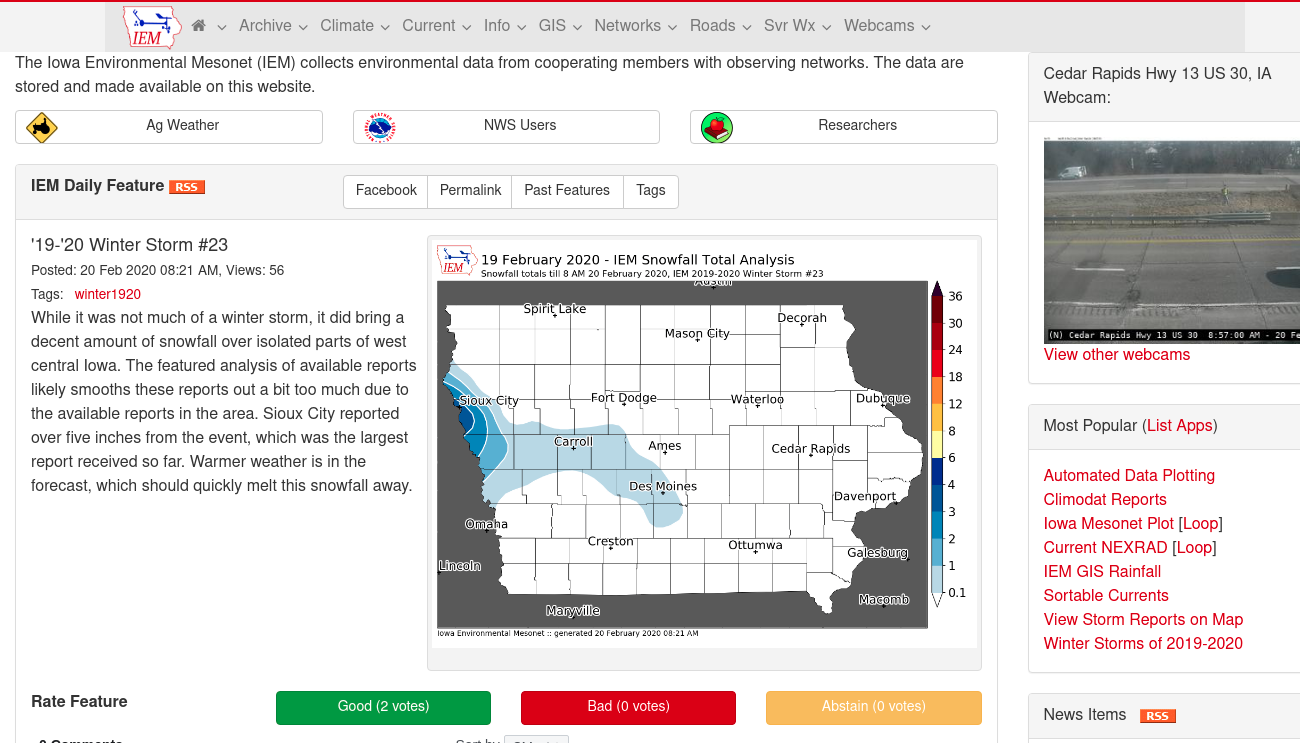 IEM
Archive
Climate
Current
Info
GIS
Networks
Roads
Svr Wx
Webcams
The Iowa Environmental Mesonet (IEM) collects environmental data from cooperating members with observing networks. The data are
stored and made available on this website.
Ag Weather
NWS Users
Researchers
IEM Daily Feature RSS
Facebook
Permalink
Past Features
Tags
'19-'20 Winter Storm #23
Posted: 20 Feb 2020 08:21 AM, Views: 56
Tags: winter1920
While it was not much of a winter storm, it did bring a
decent amount of snowfall over isolated parts of west
central Iowa. The featured analysis of available reports
likely smooths these reports out a bit too much due to
the available reports in the area. Sioux City reported
over five inches from the event, which was the largest
report received so far. Warmer weather is in the
forecast, which should quickly melt this snowfall away.
IEM
19 February 2020 - IEM Snowfall Total Analysis
Snowfall totals till 8 AM 20 February 2020, IEM 2019-2020 Winter Storm #23
Austin
Spirit Lake
Decorah
Mason City
Sioux City
Fort Dodge
Waterloo
Dubuque
Carroll
Ames
Cedar Rapids
Des Moines
Davenport
Omaha
Creston
Ottumwa
Galesburg
Lincoln
Macomb
Maryville
36
30
24
18
12
8
6
4
3
2
1
0.1
Iowa Environmental Mesonet :: generated 20 February 2020 08:21 AM
Rate Feature
Good (2 votes)
Bad (0 votes)
Abstain (0 votes)
Cedar Rapids Hwy 13 US 30, IA
Webcam:
(N) Cedar Rapids Hwy 13 US 30 8:57:00 AM - 20 Fe
View other webcams
Most Popular (List Apps)
Automated Data Plotting
Climodat Reports
Iowa Mesonet Plot [Loop]
Current NEXRAD [Loop]
IEM GIS Rainfall
Sortable Currents
View Storm Reports on Map
Winter Storms of 2019-2020
News Items RSS